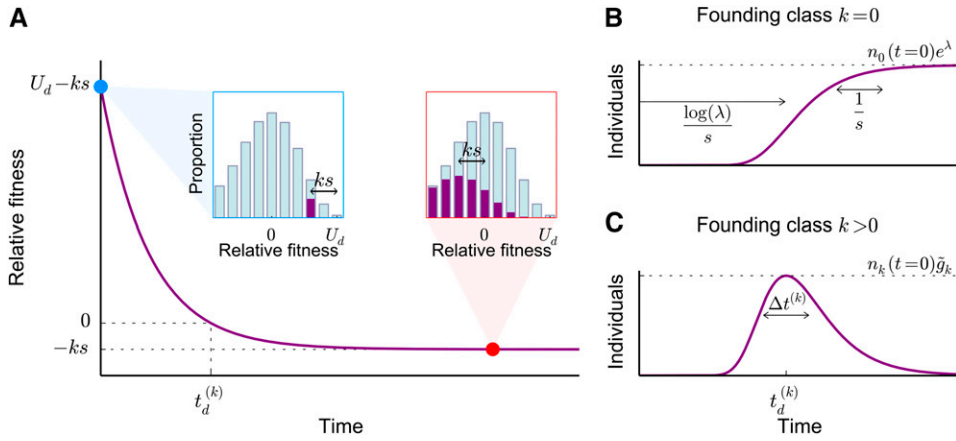 A
Relative fitness
U_d−ks
0
−ks
Proportion
ks
0
U_d
Relative fitness
ks
0
U_d
Relative fitness
t_d^(k)
Time
B
Founding class k=0
Individuals
n_0(t=0)e^λ
log(λ)/s
1/s
C
Founding class k>0
Individuals
n_k(t=0)g̃_k
Δt^(k)
t_d^(k)
Time